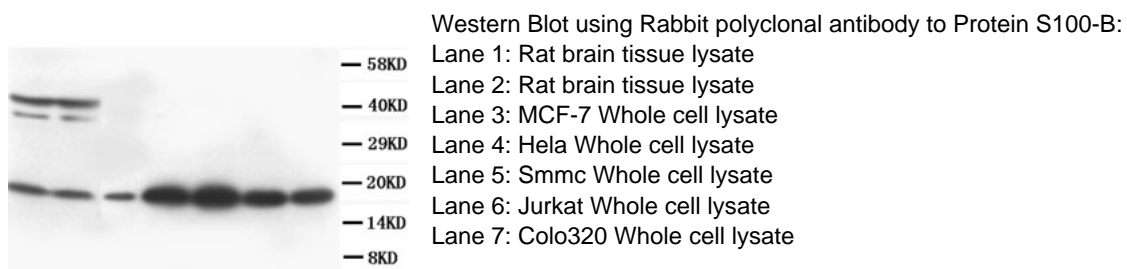 Western Blot using Rabbit polyclonal antibody to Protein S100-B:
Lane 1: Rat brain tissue lysate
Lane 2: Rat brain tissue lysate
Lane 3: MCF-7 Whole cell lysate
Lane 4: Hela Whole cell lysate
Lane 5: Smmc Whole cell lysate
Lane 6: Jurkat Whole cell lysate
Lane 7: Colo320 Whole cell lysate
58KD
40KD
29KD
20KD
14KD
8KD